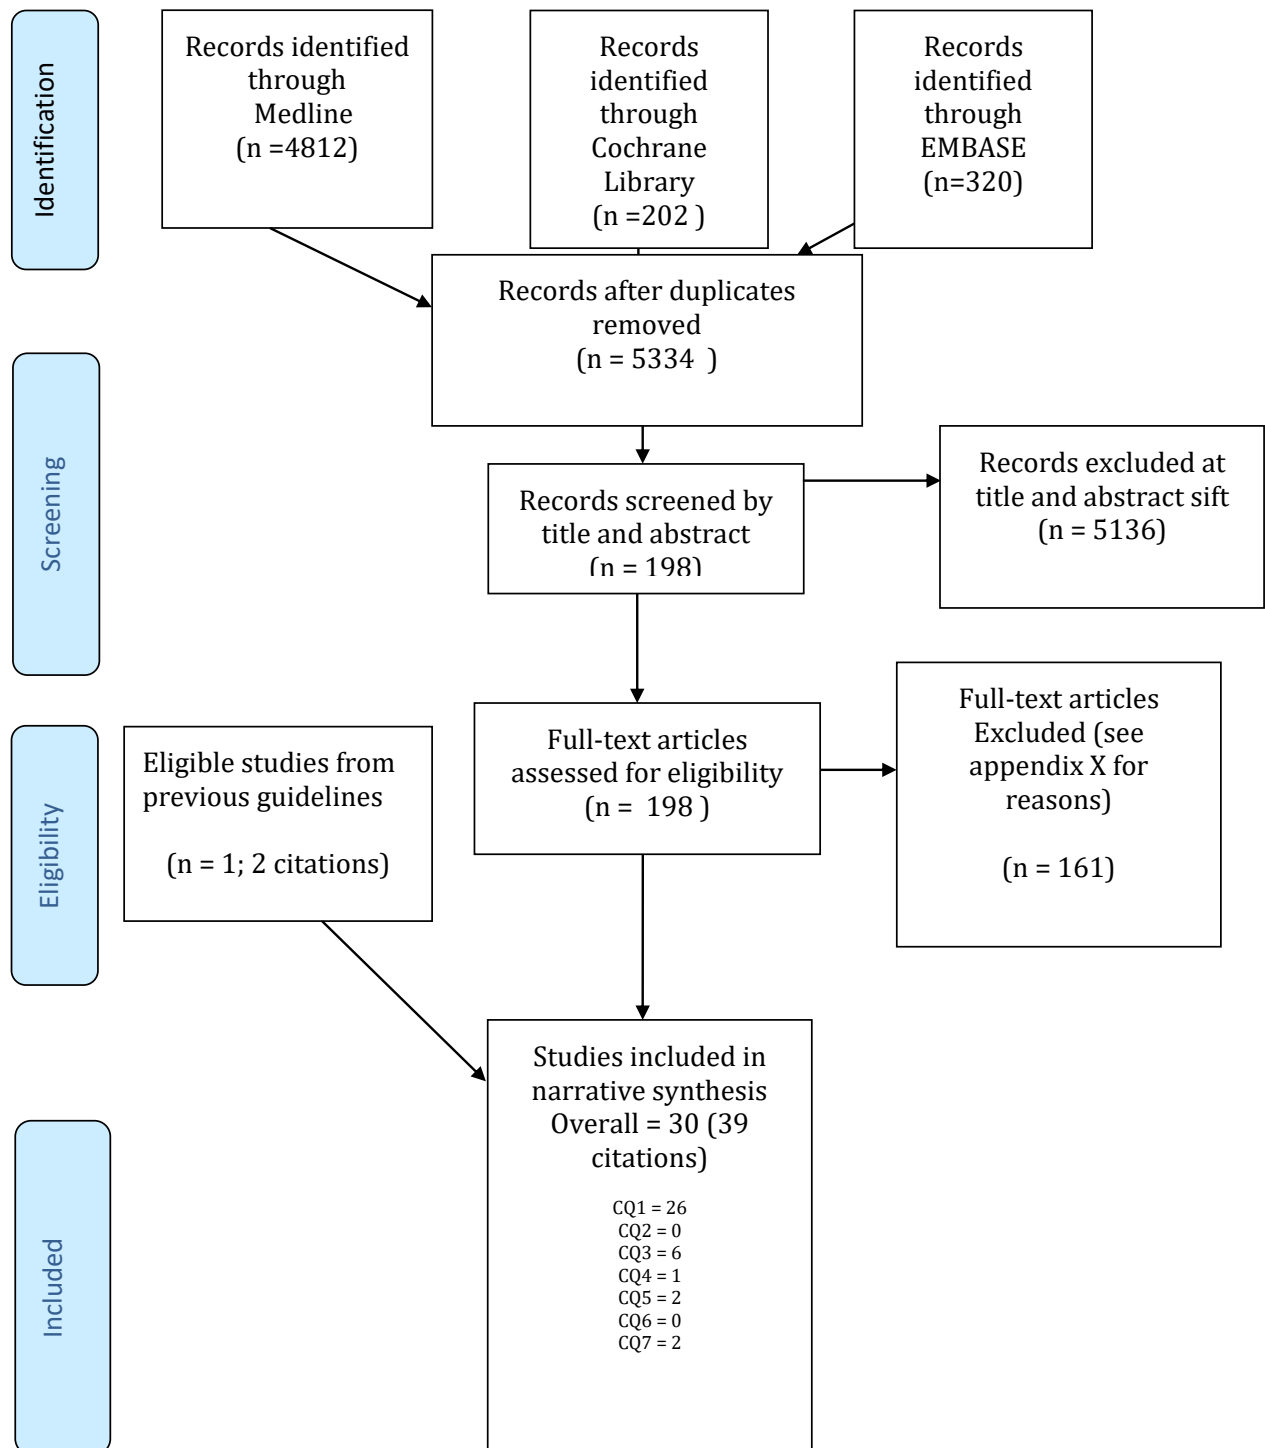 Identification
Records identified
through
Medline
(n =4812)
Records
identified
through
Cochrane
Library
(n =202 )
Records
identified
through
EMBASE
(n=320)
Records after duplicates
removed
(n = 5334  )
Screening
Records screened by
title and abstract
(n = 198)
Records excluded at
title and abstract sift
(n = 5136)
Eligibility
Eligible studies from
previous guidelines
(n = 1; 2 citations)
Full-text articles
assessed for eligibility
(n =  198 )
Full-text articles
Excluded (see
appendix X for
reasons)
(n = 161)
Included
Studies included in
narrative synthesis
Overall = 30 (39
citations)
CQ1 = 26
CQ2 = 0
CQ3 = 6
CQ4 = 1
CQ5 = 2
CQ6 = 0
CQ7 = 2